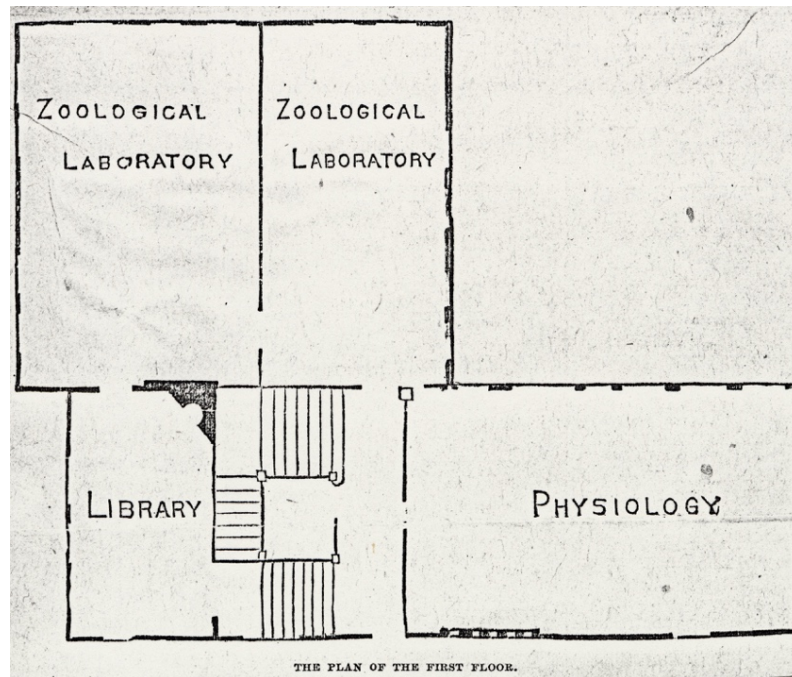 ZOOLOGICAL
LABORATORY
ZOOLOGICAL
LABORATORY
LIBRARY
PHYSIOLOGY
THE PLAN OF THE FIRST FLOOR.